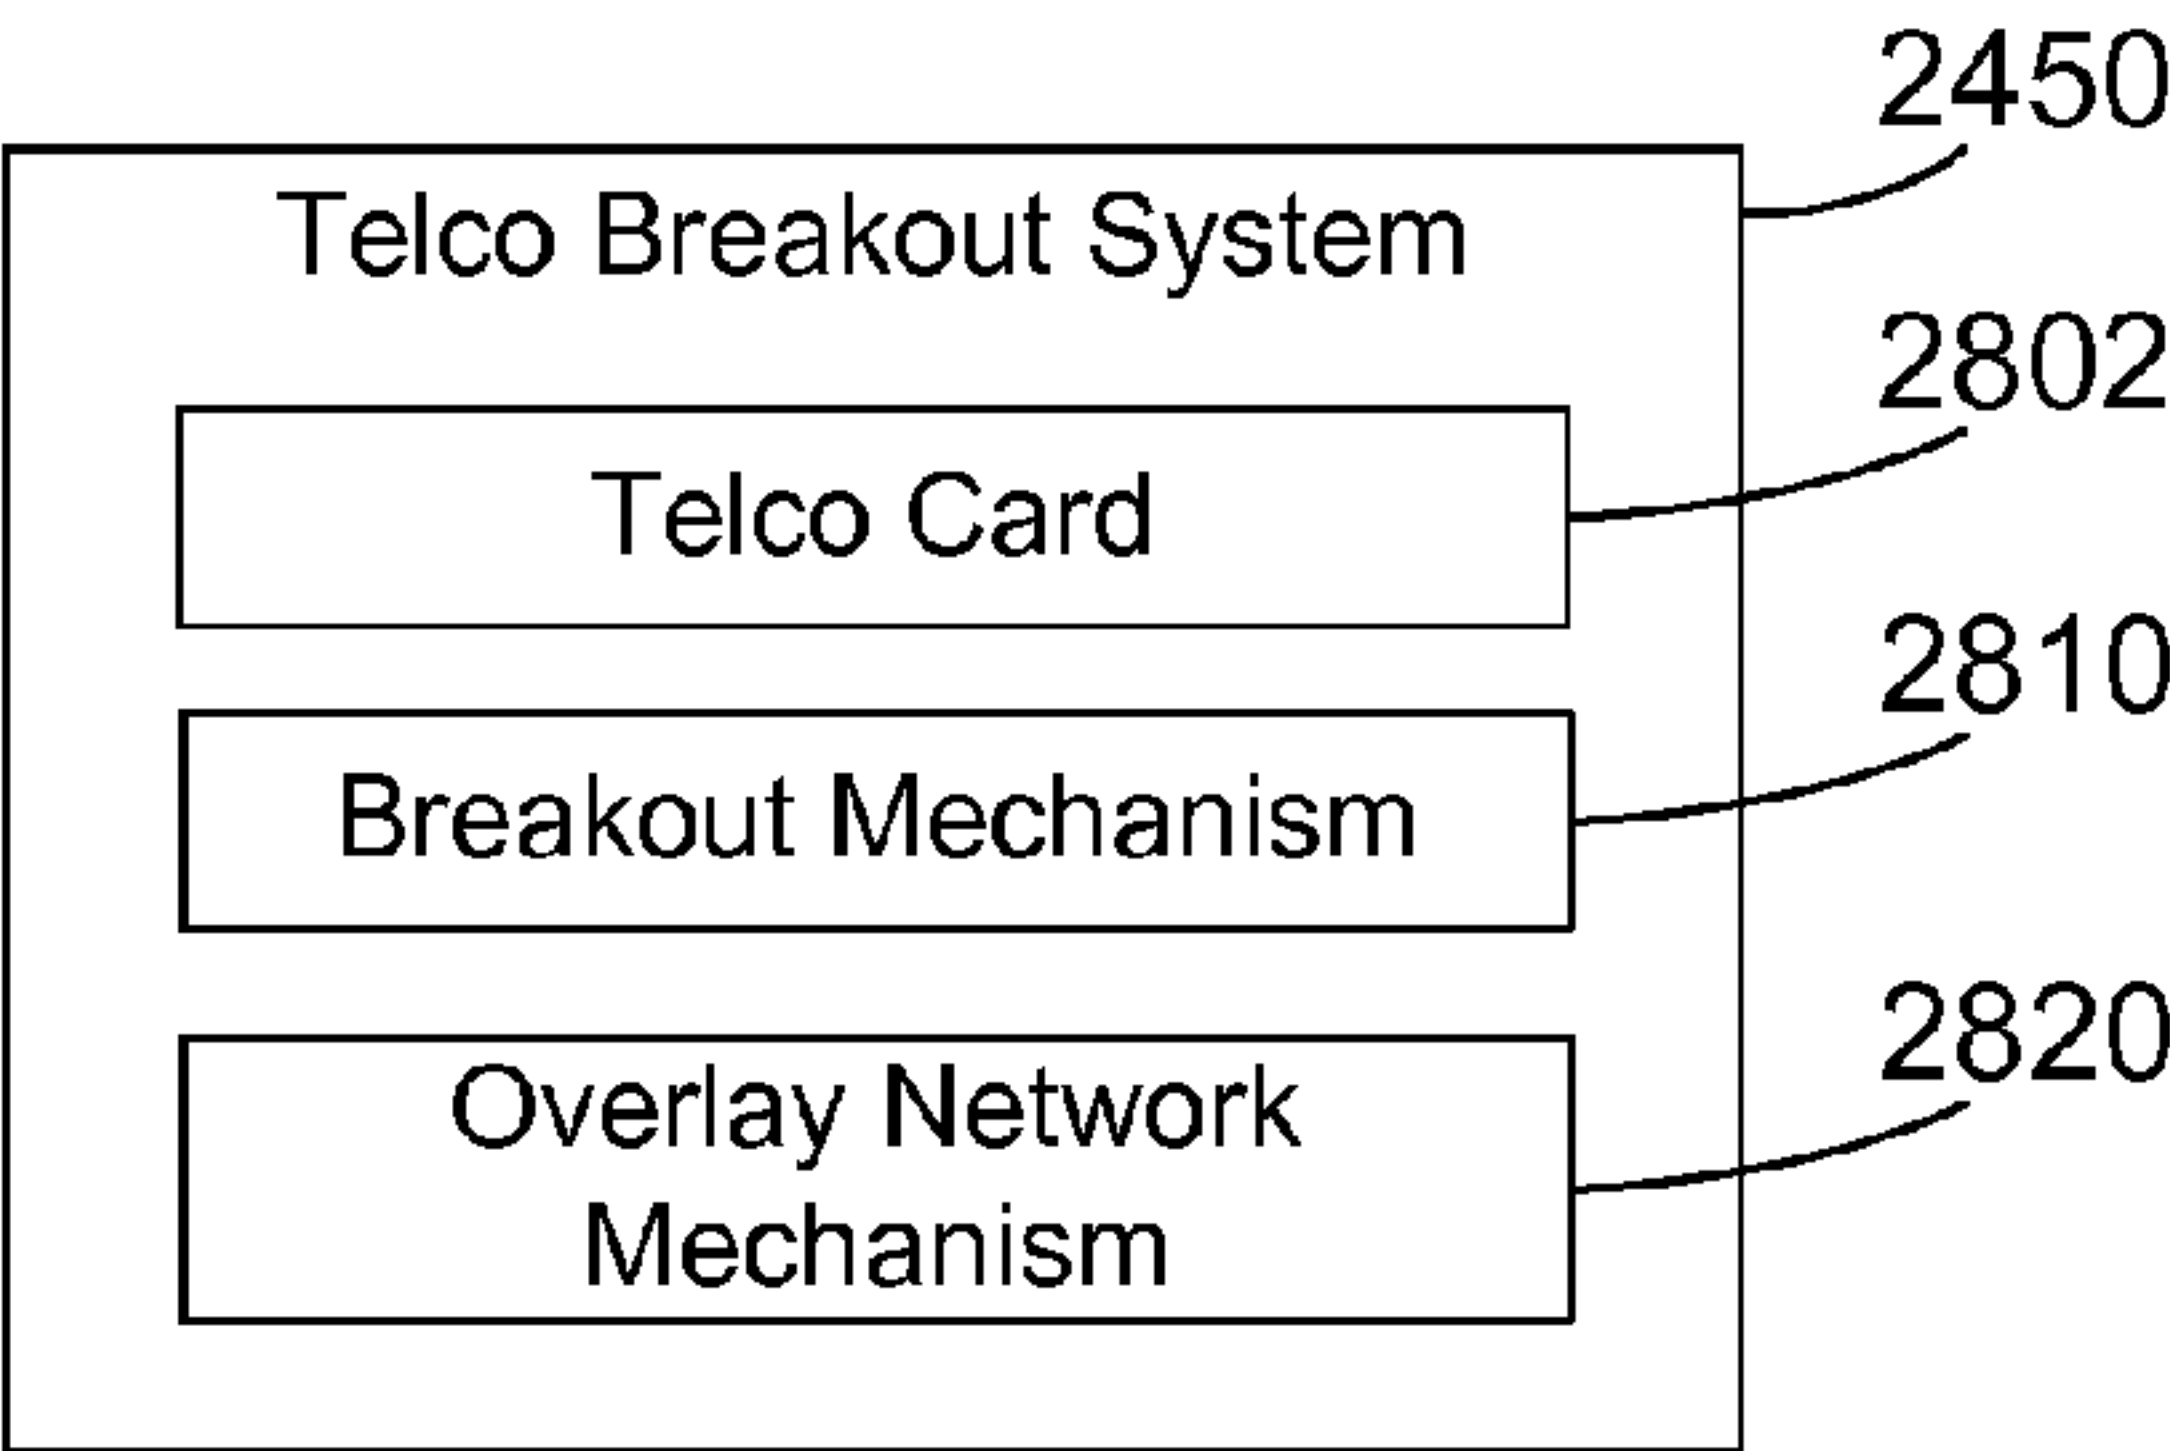 2450
Telco Breakout System
2802
Telco Card
2810
Breakout Mechanism
2820
Overlay Network
Mechanism